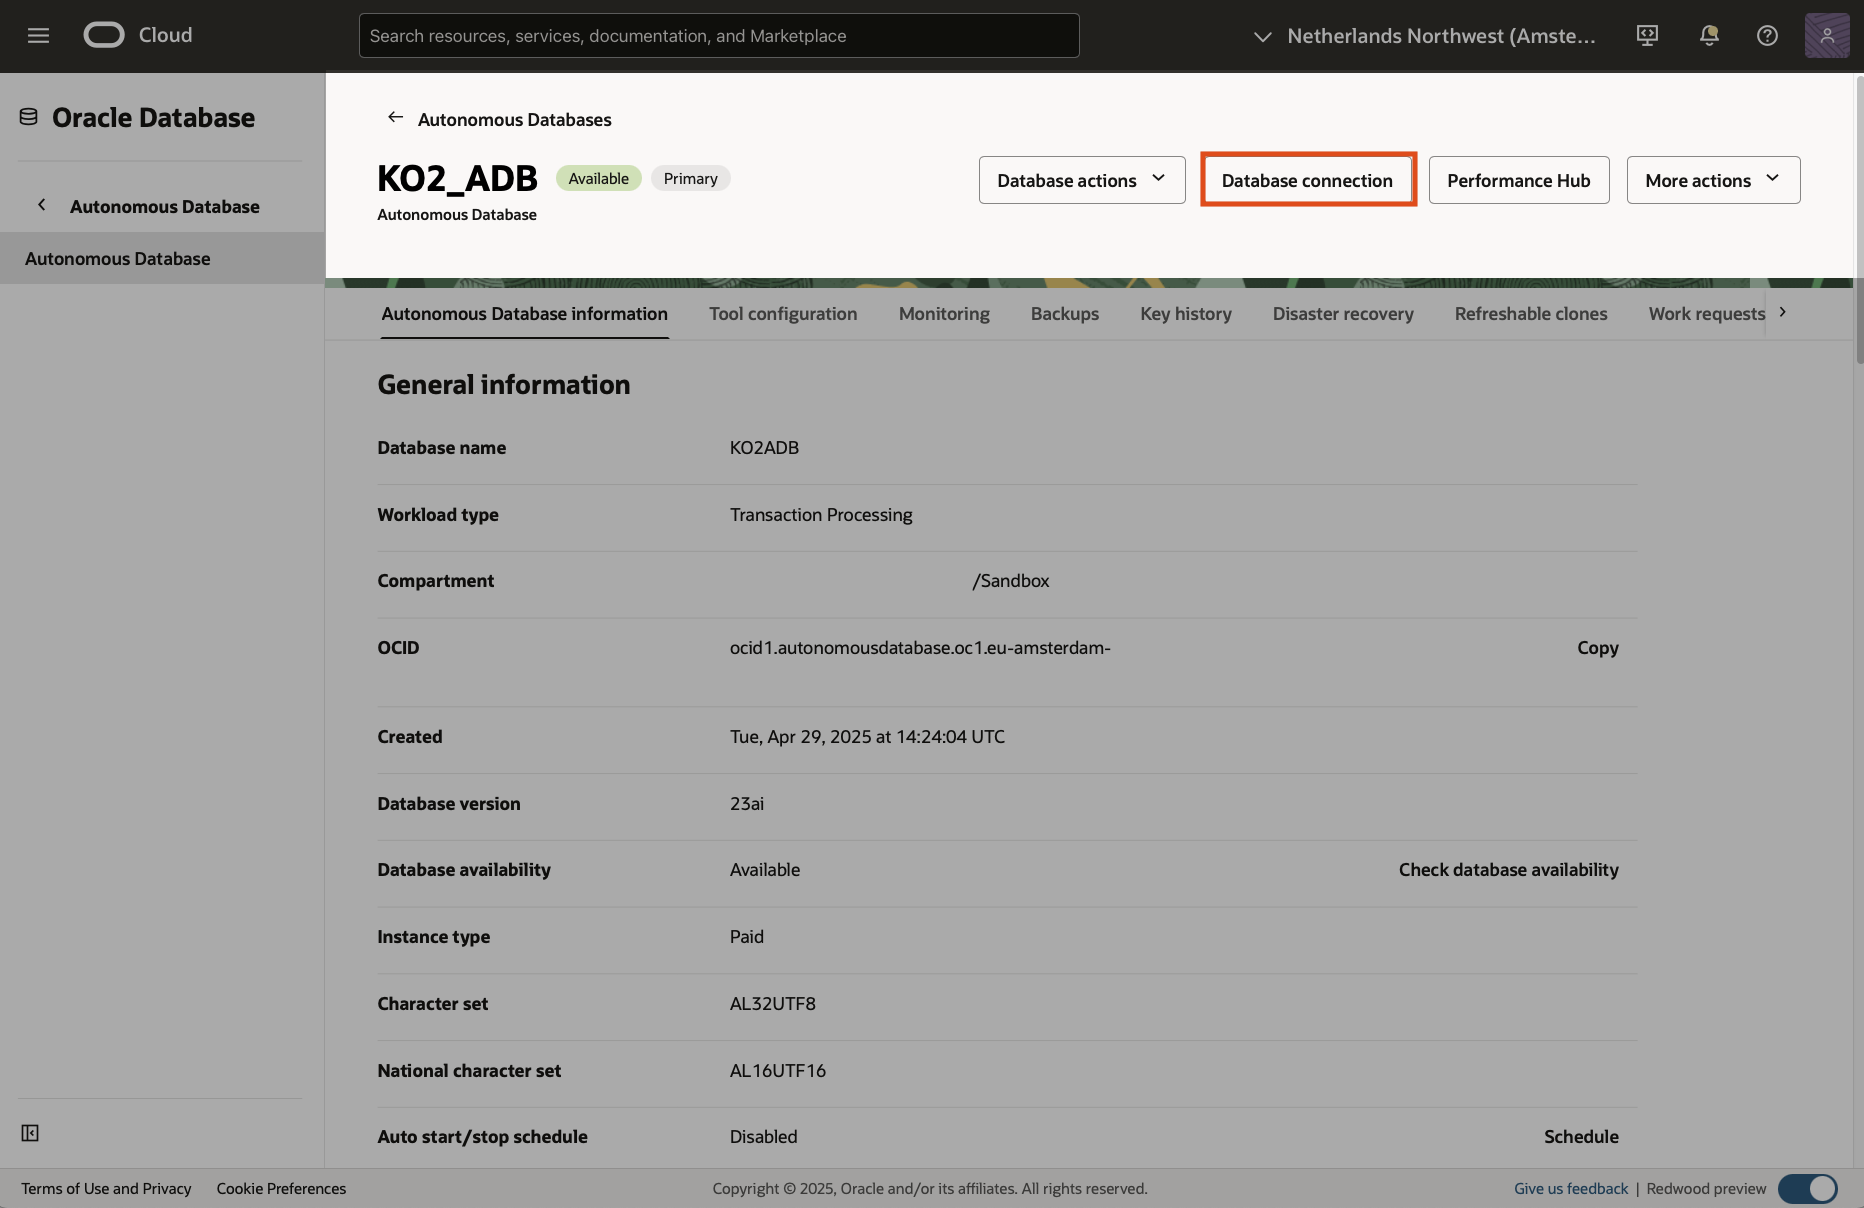 Cloud
Search resources, services, documentation, and Marketplace
Netherlands Northwest (Amste...
Oracle Database
Autonomous Database
Autonomous Database
Autonomous Databases
KO2_ADB Available Primary
Autonomous Database
Database actions
Database connection
Performance Hub
More actions
Autonomous Database information Tool configuration Monitoring Backups Key history Disaster recovery Refreshable clones Work requests
General information
Database name KO2ADB
Workload type Transaction Processing
Compartment /Sandbox
OCID ocid1.autonomousdatabase.oc1.eu-amsterdam- Copy
Created Tue, Apr 29, 2025 at 14:24:04 UTC
Database version 23ai
Database availability Available Check database availability
Instance type Paid
Character set AL32UTF8
National character set AL16UTF16
Auto start/stop schedule Disabled Schedule
Terms of Use and Privacy Cookie Preferences Copyright © 2025, Oracle and/or its affiliates. All rights reserved. Give us feedback | Redwood preview